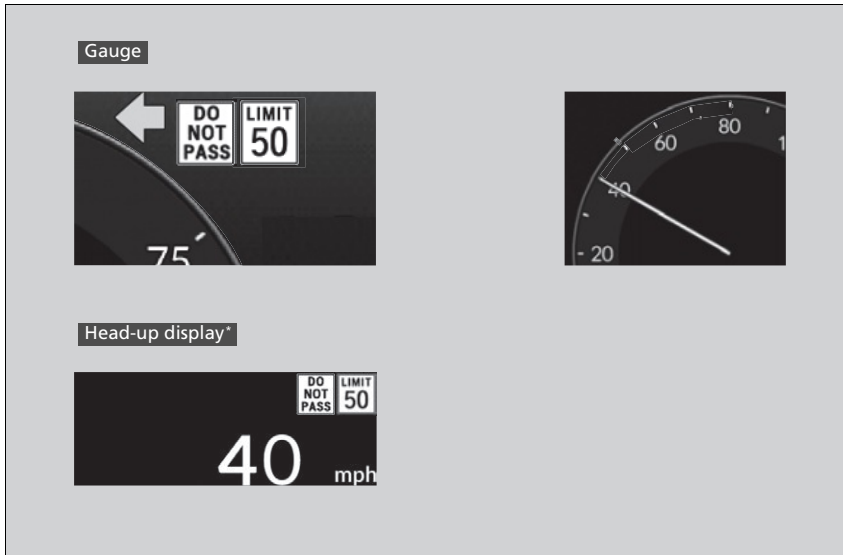 Gauge
DO
NOT
PASS
LIMIT
50
75
80
60
40
20
1
Head-up display*
DO
NOT
PASS
LIMIT
50
40
mph